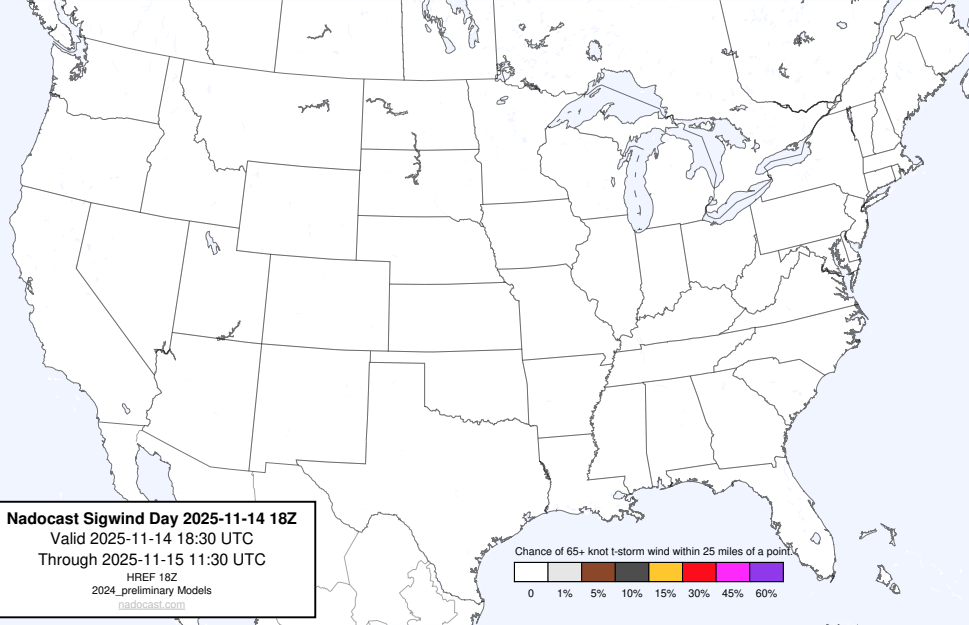 Nadocast Sigwind Day 2025-11-14 18Z
Valid 2025-11-14 18:30 UTC
Through 2025-11-15 11:30 UTC
HREF 18Z
2024_preliminary Models
nadocast.com
Chance of 65+ knot t-storm wind within 25 miles of a point.
0 1% 5% 10% 15% 30% 45% 60%